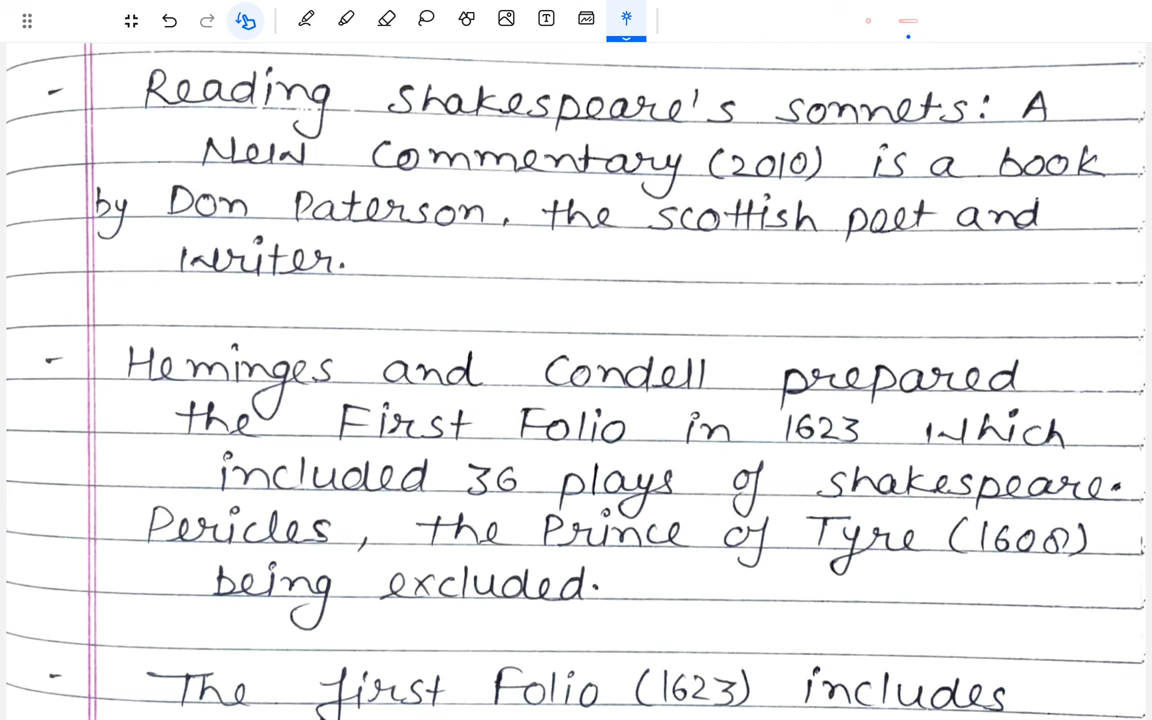 - Reading Shakespeare's sonnets: A
New Commentary (2010) is a book
by Don Paterson, the scottish poet and
writer.
- Heminges and Condell prepared
the First Folio in 1623 which
included 36 plays of shakespeare.
Pericles, the Prince of Tyre (1608)
being excluded.
- The first Folio (1623) includes